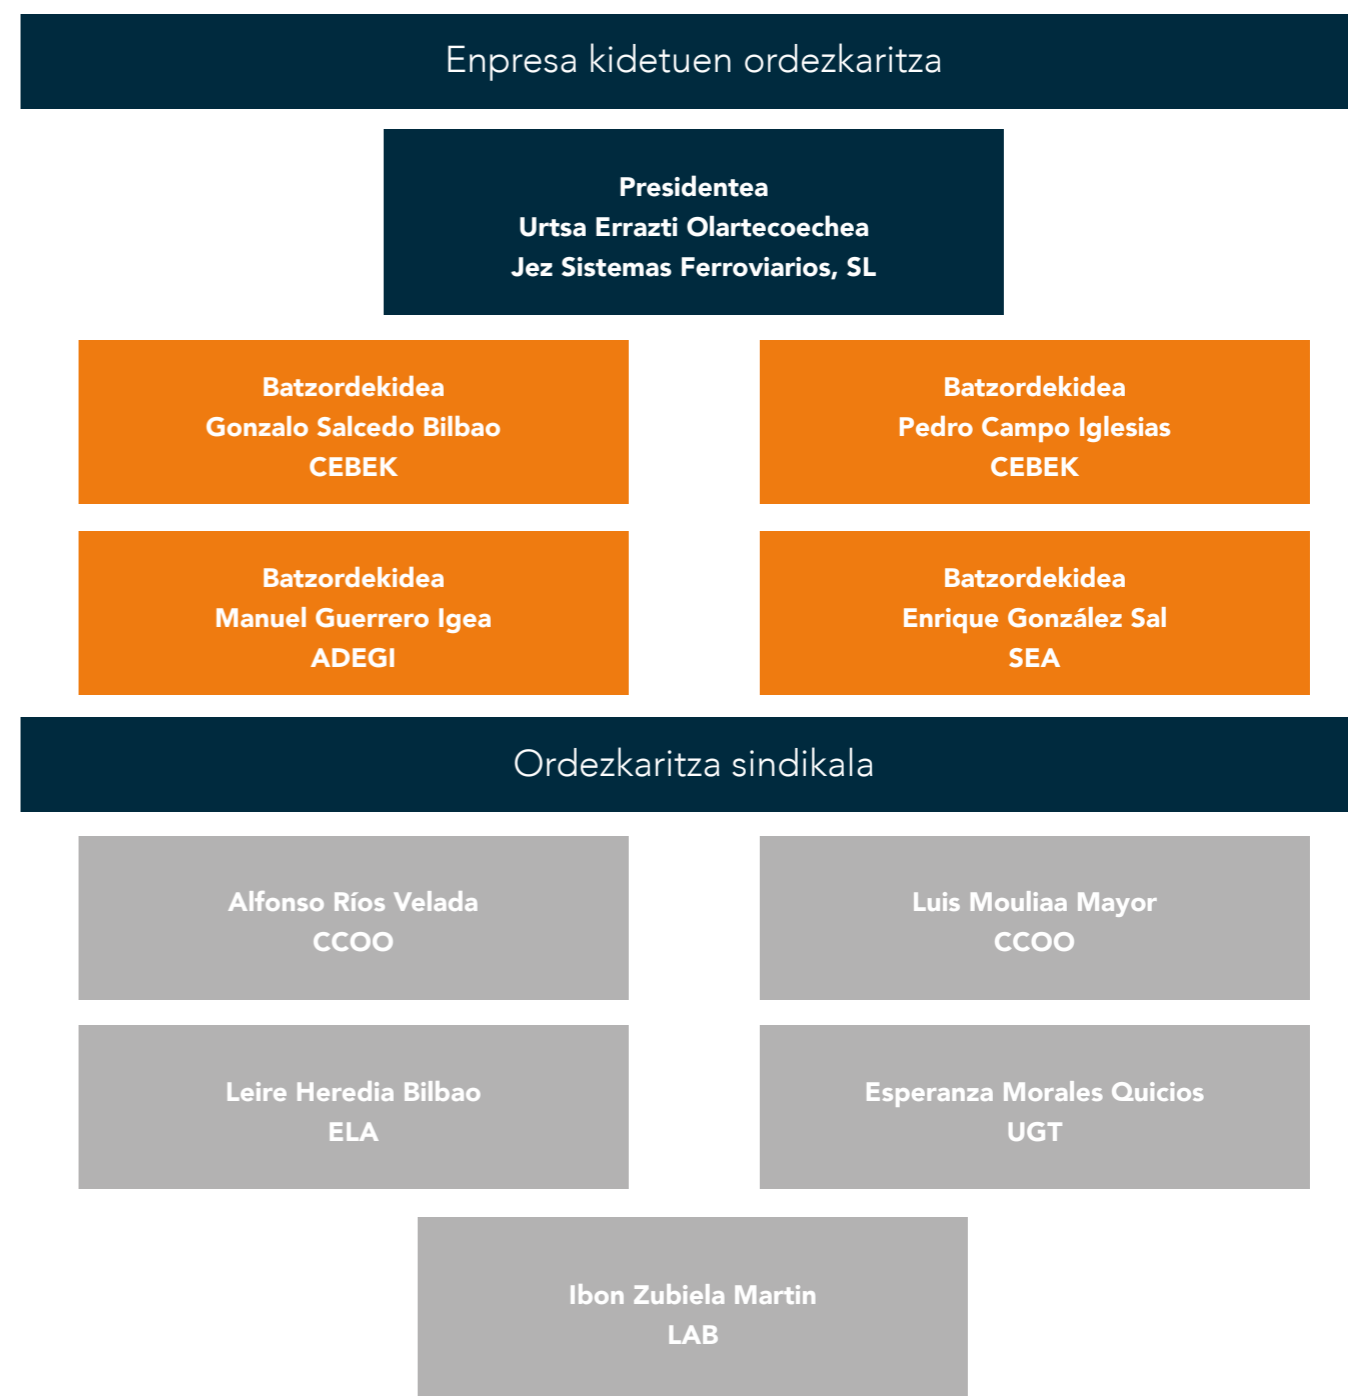 Enpresa kidetuen ordezkaritza
Presidentea
Urtsa Errazti Olartecoechea
Jez Sistemas Ferroviarios, SL
Batzordekidea
Gonzalo Salcedo Bilbao
CEBEK
Batzordekidea
Pedro Campo Iglesias
CEBEK
Batzordekidea
Manuel Guerrero Igea
ADEGI
Batzordekidea
Enrique González Sal
SEA
Ordezkaritza sindikala
Alfonso Ríos Velada
CCOO
Luis Mouliaa Mayor
CCOO
Leire Heredia Bilbao
ELA
Esperanza Morales Quicios
UGT
Ibon Zubiela Martin
LAB